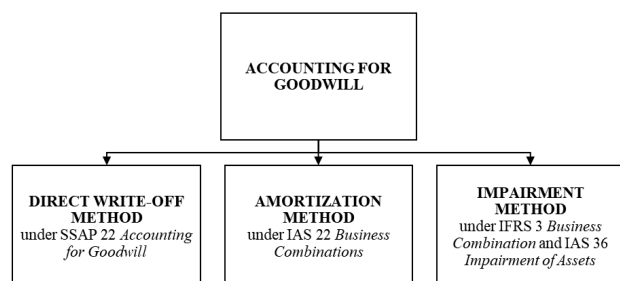 ACCOUNTING FOR
GOODWILL
DIRECT WRITE-OFF
METHOD
under SSAP 22 Accounting
for Goodwill
AMORTIZATION
METHOD
under IAS 22 Business
Combinations
IMPAIRMENT
METHOD
under IFRS 3 Business
Combination and IAS 36
Impairment of Assets